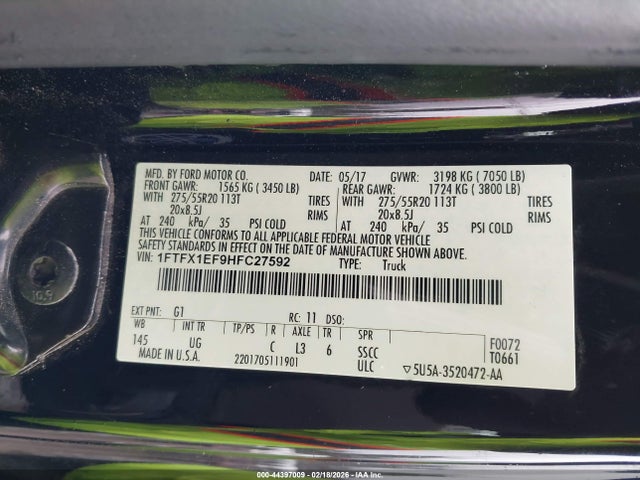 MFD. BY FORD MOTOR CO. DATE: 05/17 GVWR: 3198 KG ( 7050 LB)
FRONT GAWR: 1565 KG ( 3450 LB) REAR GAWR: 1724 KG ( 3800 LB)
WITH 275/55R20 113T TIRES WITH 275/55R20 113T TIRES
20x8.5J RIMS 20x8.5J RIMS
AT 240 kPa/ 35 PSI COLD AT 240 kPa/ 35 PSI COLD
THIS VEHICLE CONFORMS TO ALL APPLICABLE FEDERAL MOTOR VEHICLE
SAFETY STANDARDS IN EFFECT ON THE DATE OF MANUFACTURE SHOWN ABOVE.
VIN: 1FTFX1EF9HFC27592 TYPE: Truck
EXT PNT: G1 RC: 11 DSO:
WB INT TR TP/PS R AXLE TR SPR F0072
145 UG C L3 6 SSCC T0661
MADE IN U.S.A. 2201705111901 ULC 5U5A-3520472-AA
10.9
000-44397009 - 02/18/2026 - IAA Inc.